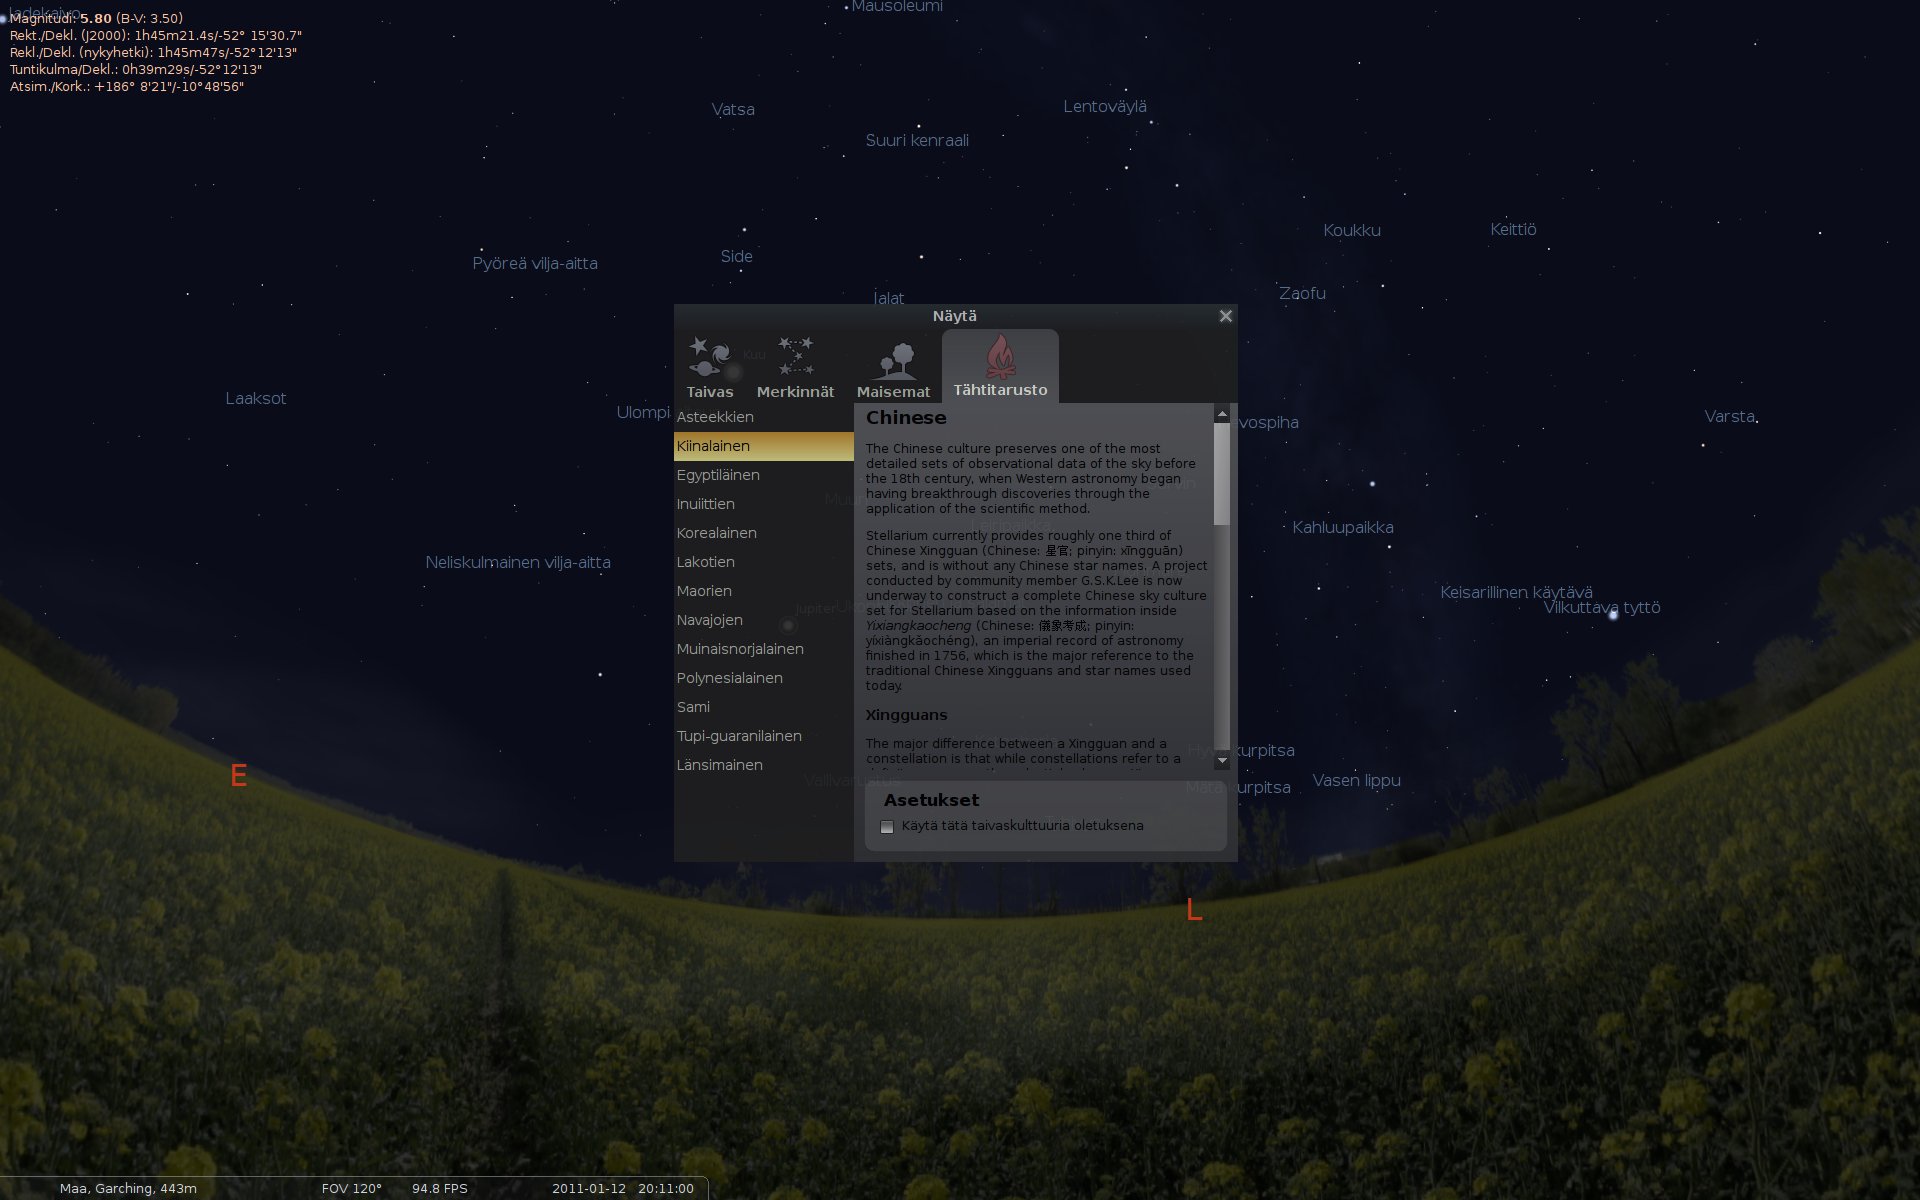 Magnitudi: 5.80 (B-V: 3.50)
Rekt./Dekl. (J2000): 1h45m21.4s/-52° 15'30.7"
Rekl./Dekl. (nykyhetki): 1h45m47s/-52°12'13"
Tuntikulma/Dekl.: 0h39m29s/-52°12'13"
Atsim./Kork.: +186° 8'21"/-10°48'56"
Mausoleumi
Vatsa
Lentoväylä
Suuri kenraali
Koukku
Keittiö
Side
Pyöreä vilja-aitta
Zaofu
Jalat
Näytä
Kuu
Taivas
Merkinnät
Maisemat
Tähtitarusto
Laaksot
Ulompi
Varsta
evospiha
Asteekkien
Kiinalainen
Egyptiläinen
Inuiittien
Korealainen
Lakotien
Maorien
Navajojen
Muinaisnorjalainen
Polynesialainen
Sami
Tupi-guaranilainen
Länsimainen
Chinese
The Chinese culture preserves one of the most
detailed sets of observational data of the sky before
the 18th century, when Western astronomy began
having breakthrough discoveries through the
application of the scientific method.
Stellarium currently provides roughly one third of
Chinese Xingguan (Chinese: 星官; pinyin: xīngguān)
sets, and is without any Chinese star names. A project
conducted by community member G.S.K.Lee is now
underway to construct a complete Chinese sky culture
set for Stellarium based on the information inside
Yixiangkaocheng (Chinese: 儀象考成; pinyin:
yíxiàngkǎochéng), an imperial record of astronomy
finished in 1756, which is the major reference to the
traditional Chinese Xingguans and star names used
today.
Xingguans
The major difference between a Xingguan and a
constellation is that while constellations refer to a
Asetukset
Käytä tätä taivaskulttuuria oletuksena
Kahluupaikka
Neliskulmainen vilja-aitta
Keisarillinen käytävä
Vilkuttava tyttö
Jupiter
Leiripaikka
Vallivarustus
kurpitsa
Vasen lippu
Mätä kurpitsa
E
L
Maa, Garching, 443m
FOV 120°
94.8 FPS
2011-01-12 20:11:00